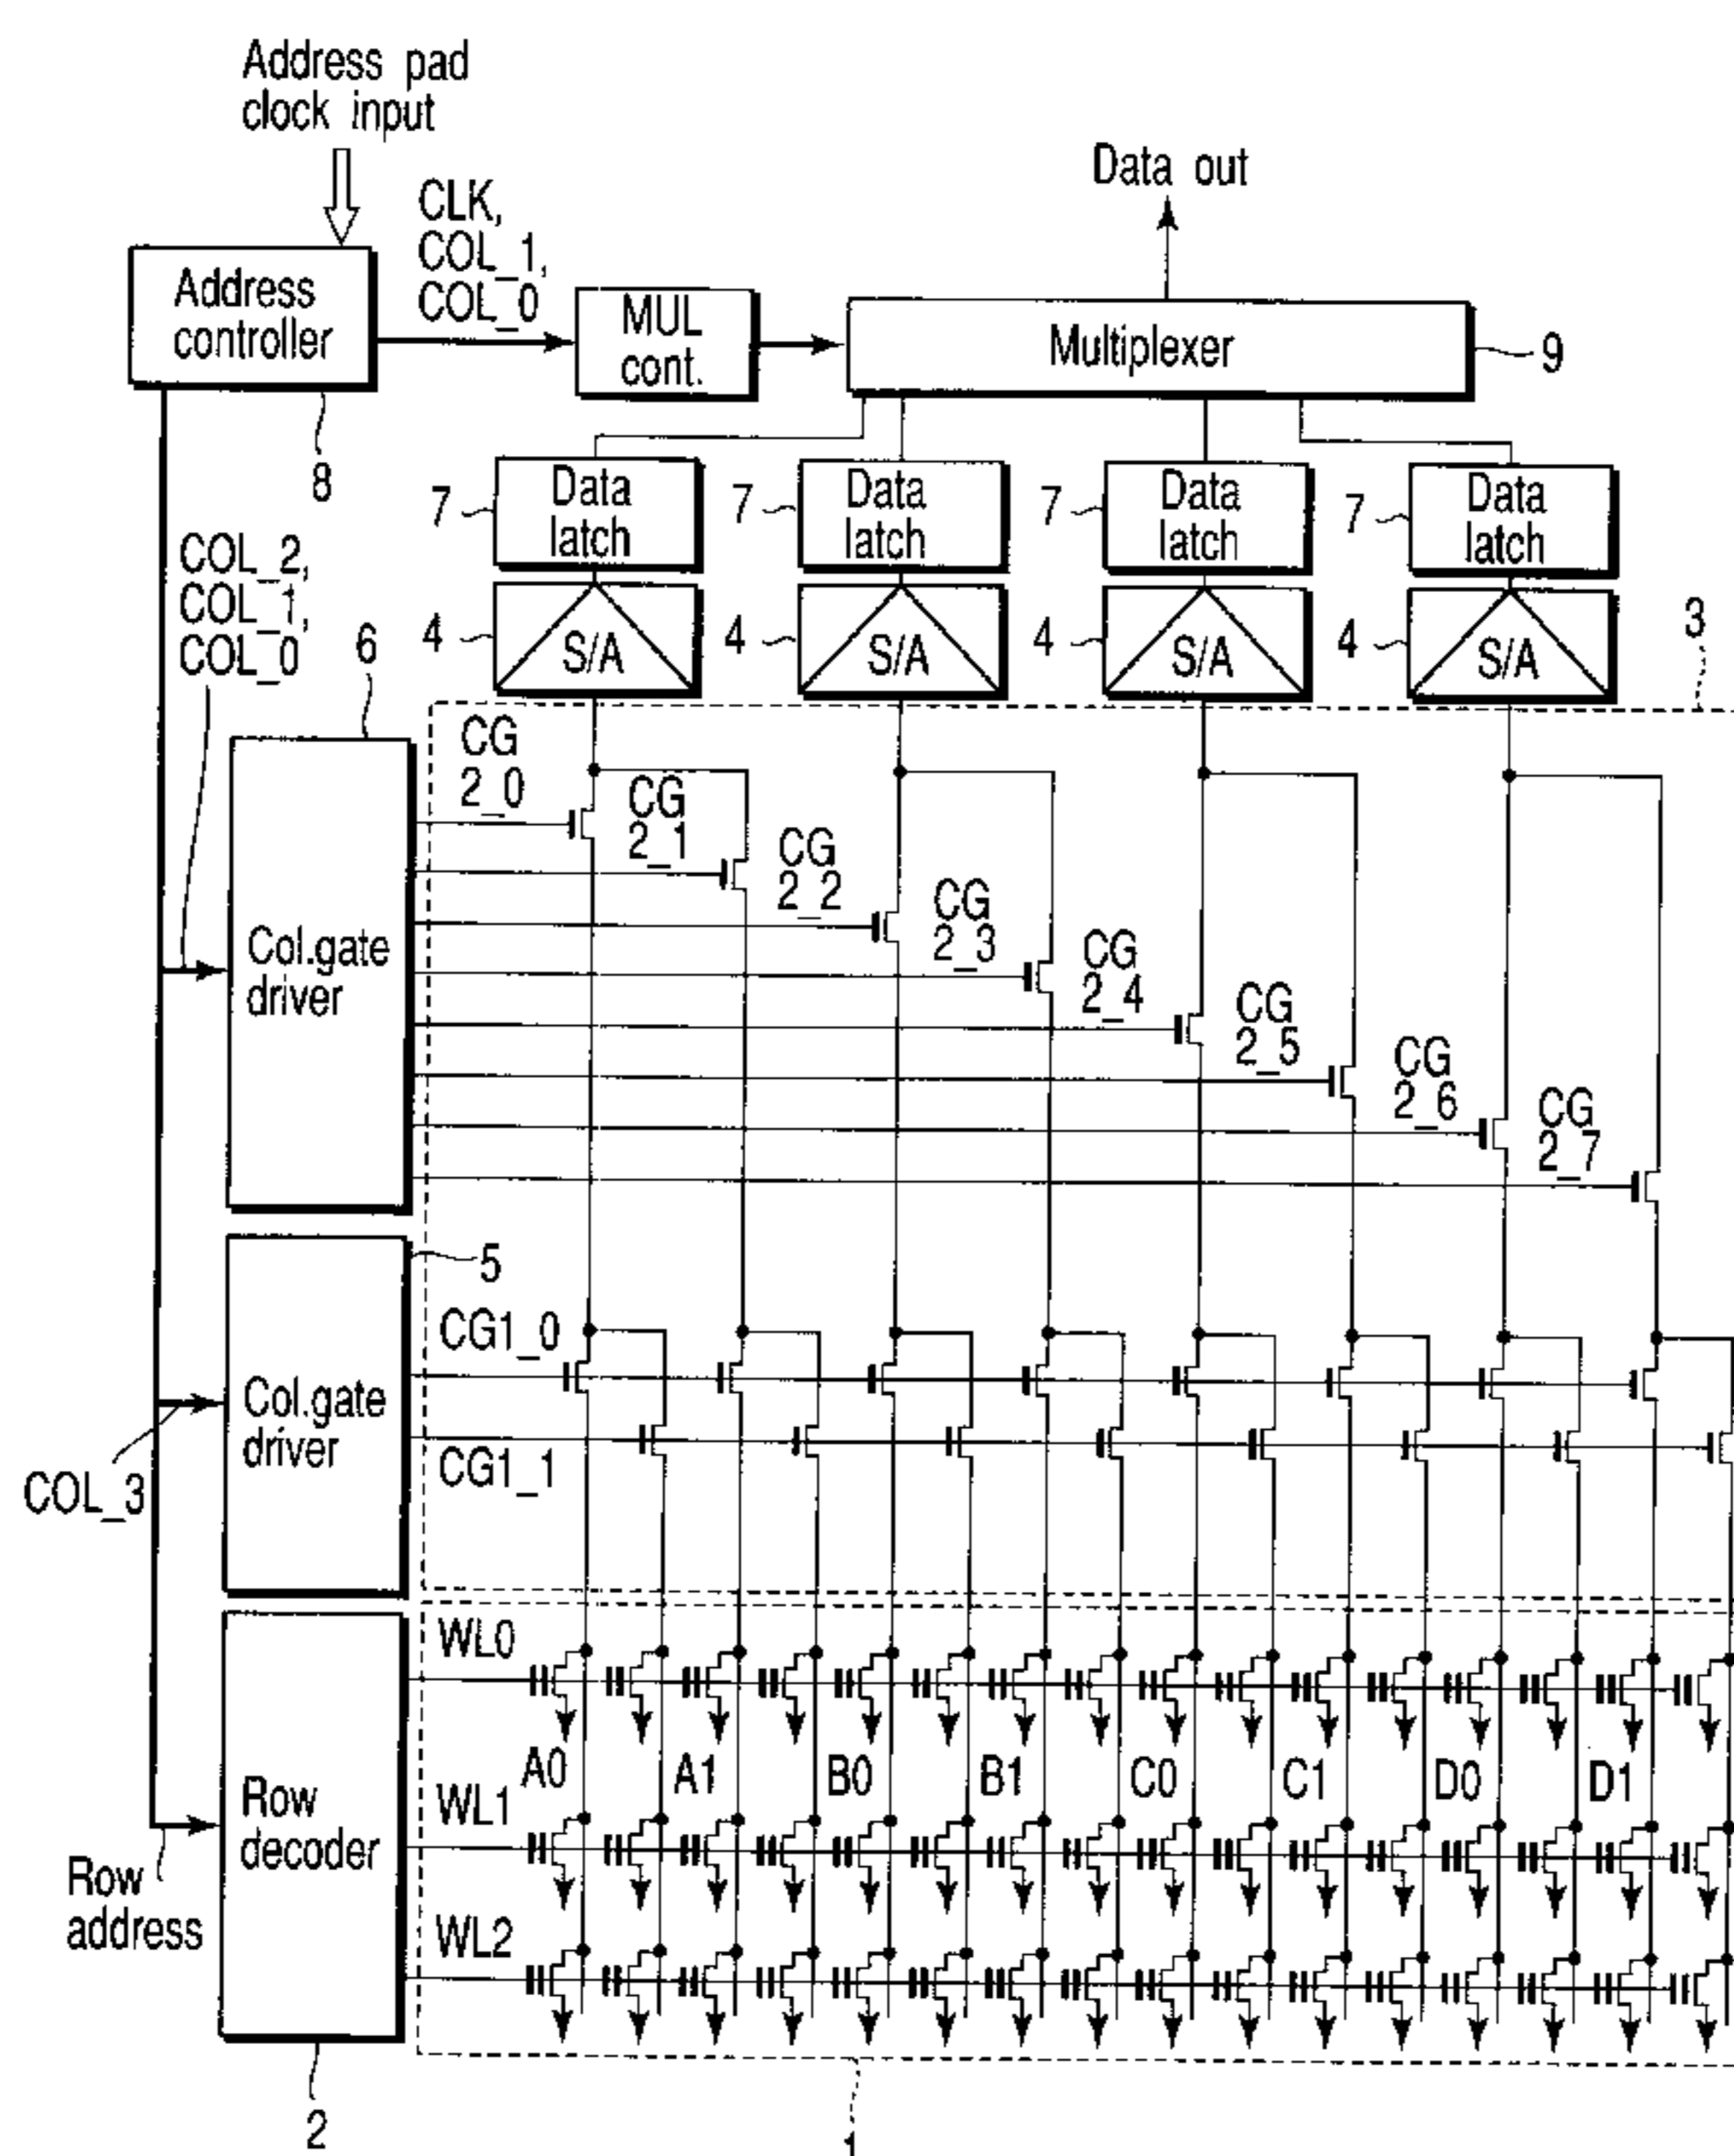 Address pad
clock input
Data out
CLK,
COL_1,
COL_0
Address
controller
MUL
cont.
Multiplexer
9
8
7
Data
latch
7
Data
latch
7
Data
latch
7
Data
latch
COL_2,
COL_1,
COL_0
6
4
S/A
4
S/A
4
S/A
4
S/A
3
CG
2_0
CG
2_1
CG
2_2
CG
2_3
CG
2_4
CG
2_5
CG
2_6
CG
2_7
Col.gate
driver
5
CG1_0
Col.gate
driver
CG1_1
COL_3
WL0
A0
A1
B0
B1
C0
C1
D0
D1
WL1
Row
decoder
Row
address
WL2
2
1